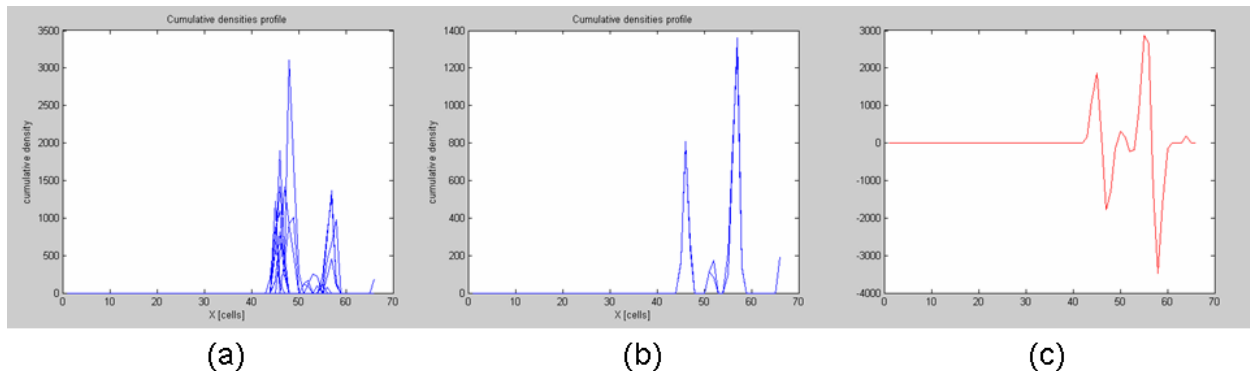 Cumulative densities profile
3500
3000
2500
2000
1500
1000
500
0
cumulative density
0 10 20 30 40 50 60 70
X [cells]
(a)
Cumulative densities profile
1400
1200
1000
800
600
400
200
0
cumulative density
0 10 20 30 40 50 60 70
X [cells]
(b)
3000
2000
1000
0
-1000
-2000
-3000
-4000
0 10 20 30 40 50 60 70
(c)